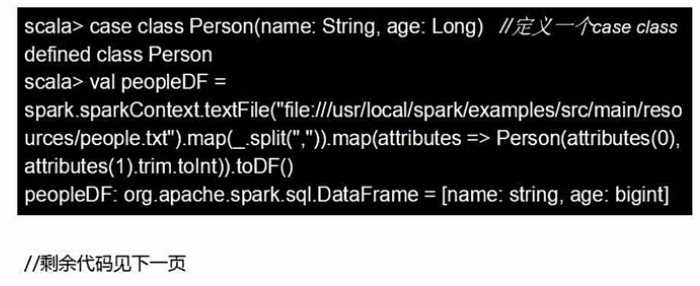 scala> case class Person(name: String, age: Long)   //定义一个case class
defined class Person
scala> val peopleDF =
spark.sparkContext.textFile("file:///usr/local/spark/examples/src/main/reso
urces/people.txt").map(_.split(",")).map(attributes => Person(attributes(0),
attributes(1).trim.toInt)).toDF()
peopleDF: org.apache.spark.sql.DataFrame = [name: string, age: bigint]
//剩余代码见下一页